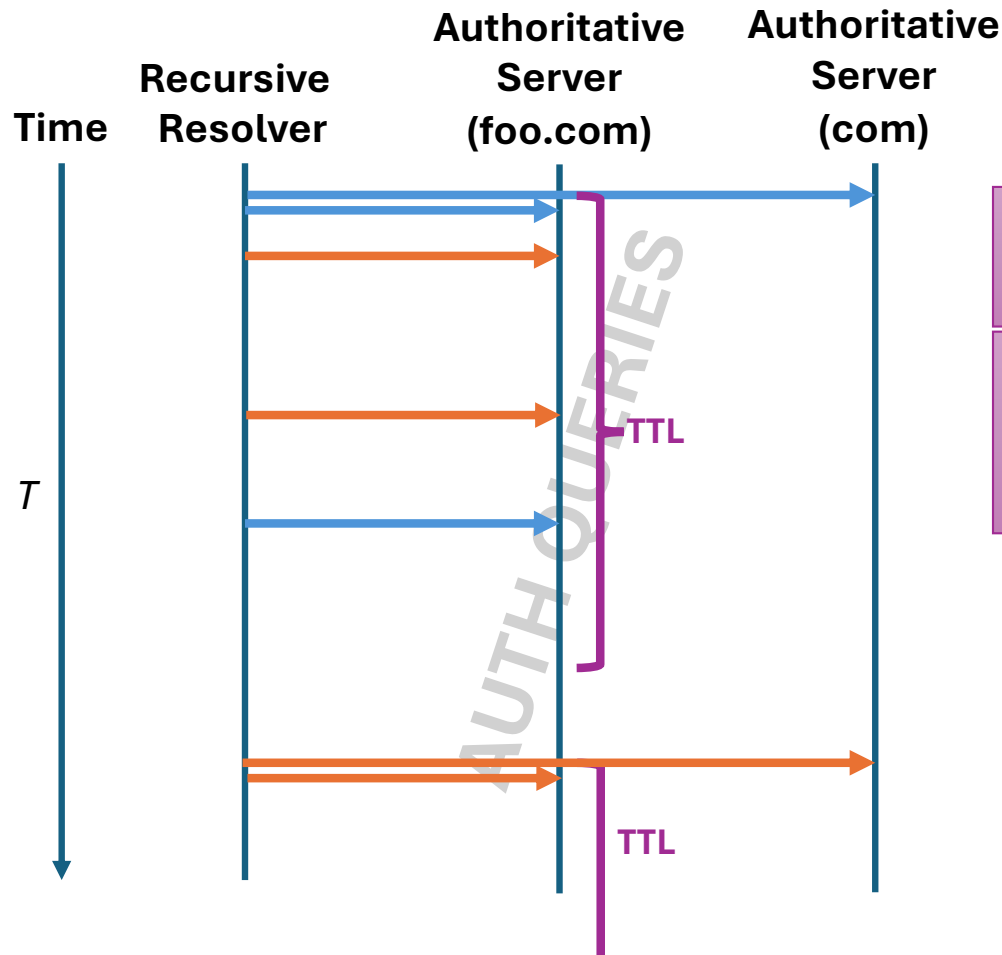 Time
Recursive
Resolver
Authoritative
Server
(foo.com)
Authoritative
Server
(com)
AUTH QUERIES
TTL
T
TTL